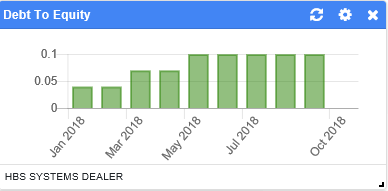 Debt To Equity
0.1
0.05
0
Jan 2018
Mar 2018
May 2018
Jul 2018
Oct 2018
HBS SYSTEMS DEALER